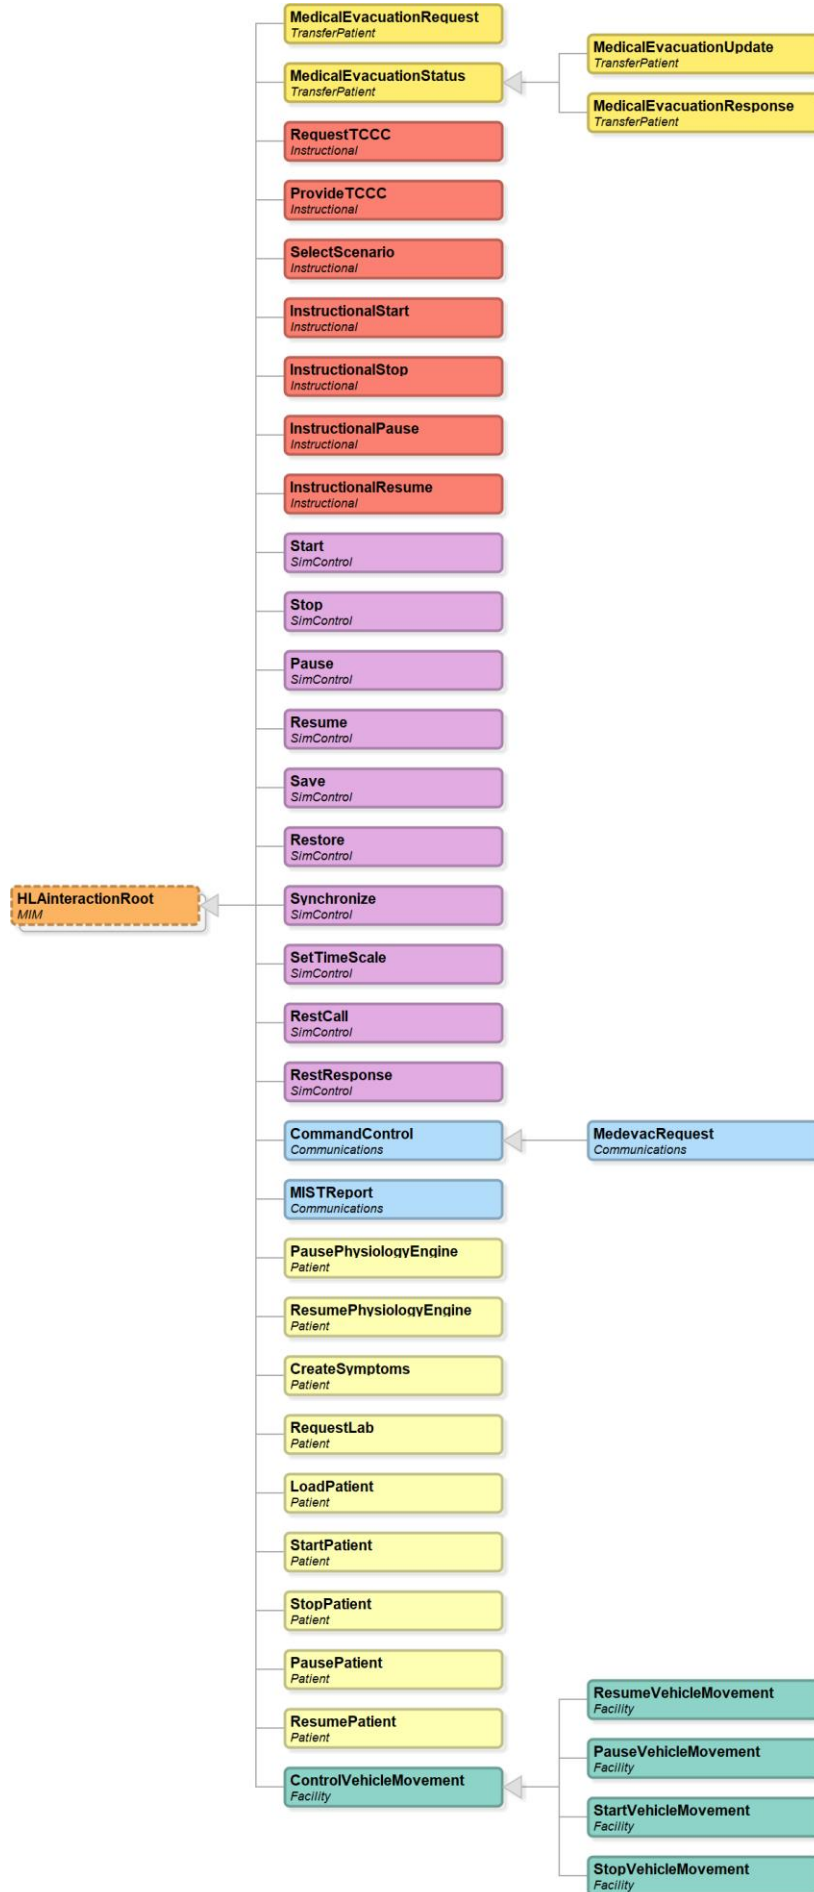 MedicalEvacuationRequest
TransferPatient
MedicalEvacuationStatus
TransferPatient
MedicalEvacuationUpdate
TransferPatient
MedicalEvacuationResponse
TransferPatient
RequestTCCC
Instructional
ProvideTCCC
Instructional
SelectScenario
Instructional
InstructionalStart
Instructional
InstructionalStop
Instructional
InstructionalPause
Instructional
InstructionalResume
Instructional
Start
SimControl
Stop
SimControl
Pause
SimControl
Resume
SimControl
Save
SimControl
Restore
SimControl
HLAinteractionRoot
MIM
Synchronize
SimControl
SetTimeScale
SimControl
RestCall
SimControl
RestResponse
SimControl
CommandControl
Communications
MedevacRequest
Communications
MISTReport
Communications
PausePhysiologyEngine
Patient
ResumePhysiologyEngine
Patient
CreateSymptoms
Patient
RequestLab
Patient
LoadPatient
Patient
StartPatient
Patient
StopPatient
Patient
PausePatient
Patient
ResumePatient
Patient
ControlVehicleMovement
Facility
ResumeVehicleMovement
Facility
PauseVehicleMovement
Facility
StartVehicleMovement
Facility
StopVehicleMovement
Facility